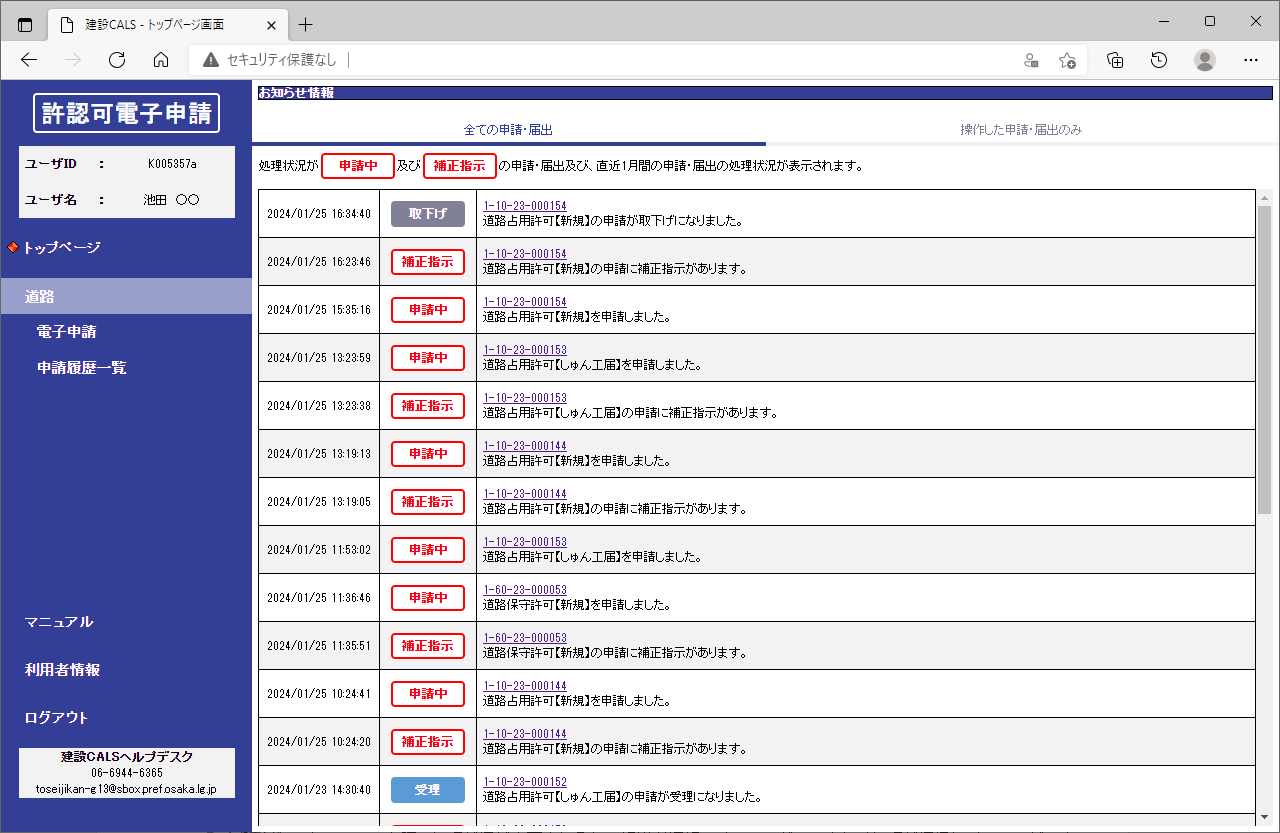 建設CALS - トップページ画面
セキュリティ保護なし
許認可電子申請
ユーザID : K005357a
ユーザ名 : 池田 〇〇
トップページ
道路
電子申請
申請履歴一覧
マニュアル
利用者情報
ログアウト
建設CALSヘルプデスク
06-6944-6365
toseijikan-g13@sbox.pref.osaka.lg.jp
お知らせ情報
全ての申請・届出 操作した申請・届出のみ
処理状況が 申請中 及び 補正指示 の申請・届出及び、直近1月間の申請・届出の処理状況が表示されます。
2024/01/25 16:34:40 取下げ 1-10-23-000154
道路占用許可【新規】の申請が取下げになりました。
2024/01/25 16:23:46 補正指示 1-10-23-000154
道路占用許可【新規】の申請に補正指示があります。
2024/01/25 15:35:16 申請中 1-10-23-000154
道路占用許可【新規】を申請しました。
2024/01/25 13:23:59 申請中 1-10-23-000153
道路占用許可【しゅん工届】を申請しました。
2024/01/25 13:23:38 補正指示 1-10-23-000153
道路占用許可【しゅん工届】の申請に補正指示があります。
2024/01/25 13:19:13 申請中 1-10-23-000144
道路占用許可【新規】を申請しました。
2024/01/25 13:19:05 補正指示 1-10-23-000144
道路占用許可【新規】の申請に補正指示があります。
2024/01/25 11:53:02 申請中 1-10-23-000153
道路占用許可【しゅん工届】を申請しました。
2024/01/25 11:36:46 申請中 1-60-23-000053
道路保守許可【新規】を申請しました。
2024/01/25 11:35:51 補正指示 1-60-23-000053
道路保守許可【新規】の申請に補正指示があります。
2024/01/25 10:24:41 申請中 1-10-23-000144
道路占用許可【新規】を申請しました。
2024/01/25 10:24:20 補正指示 1-10-23-000144
道路占用許可【新規】の申請に補正指示があります。
2024/01/23 14:30:40 受理 1-10-23-000152
道路占用許可【しゅん工届】の申請が受理になりました。